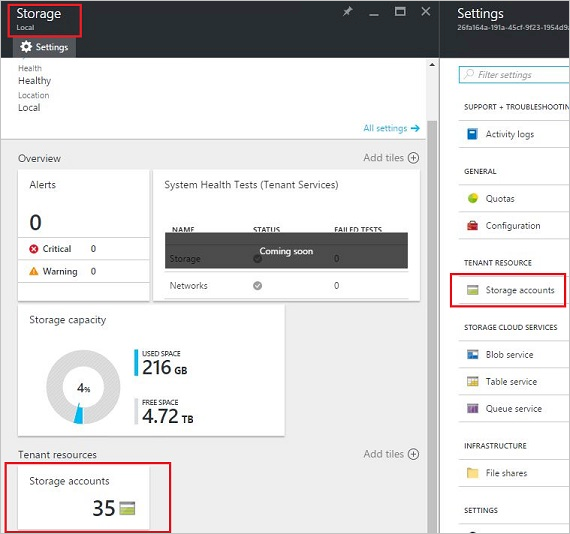 Storage
Local
Settings
Health
Healthy
Location
Local
All settings
Overview
Add tiles
Alerts
0
Critical 0
Warning 0
System Health Tests (Tenant Services)
NAME STATUS FAILED TESTS
Coming soon
Storage 0
Networks 0
Storage capacity
4%
USED SPACE
216 GB
FREE SPACE
4.72 TB
Tenant resources
Add tiles
Storage accounts
35
Settings
26fa164a-191a-45cf-9f23-1954d9
Filter settings
SUPPORT + TROUBLESHOOTIN
Activity logs
GENERAL
Quotas
Configuration
TENANT RESOURCE
Storage accounts
STORAGE CLOUD SERVICES
Blob service
Table service
Queue service
INFRASTRUCTURE
File shares
SETTINGS